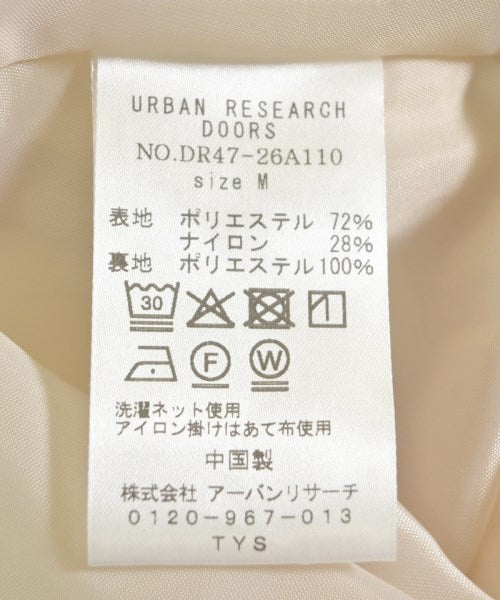 URBAN RESEARCH
DOORS
NO.DR47-26A110
size M
表地 ポリエステル 72%
ナイロン 28%
裏地 ポリエステル 100%
30
F W
洗濯ネット使用
アイロン掛けはあて布使用
中国製
株式会社 アーバンリサーチ
0120-967-013
TYS